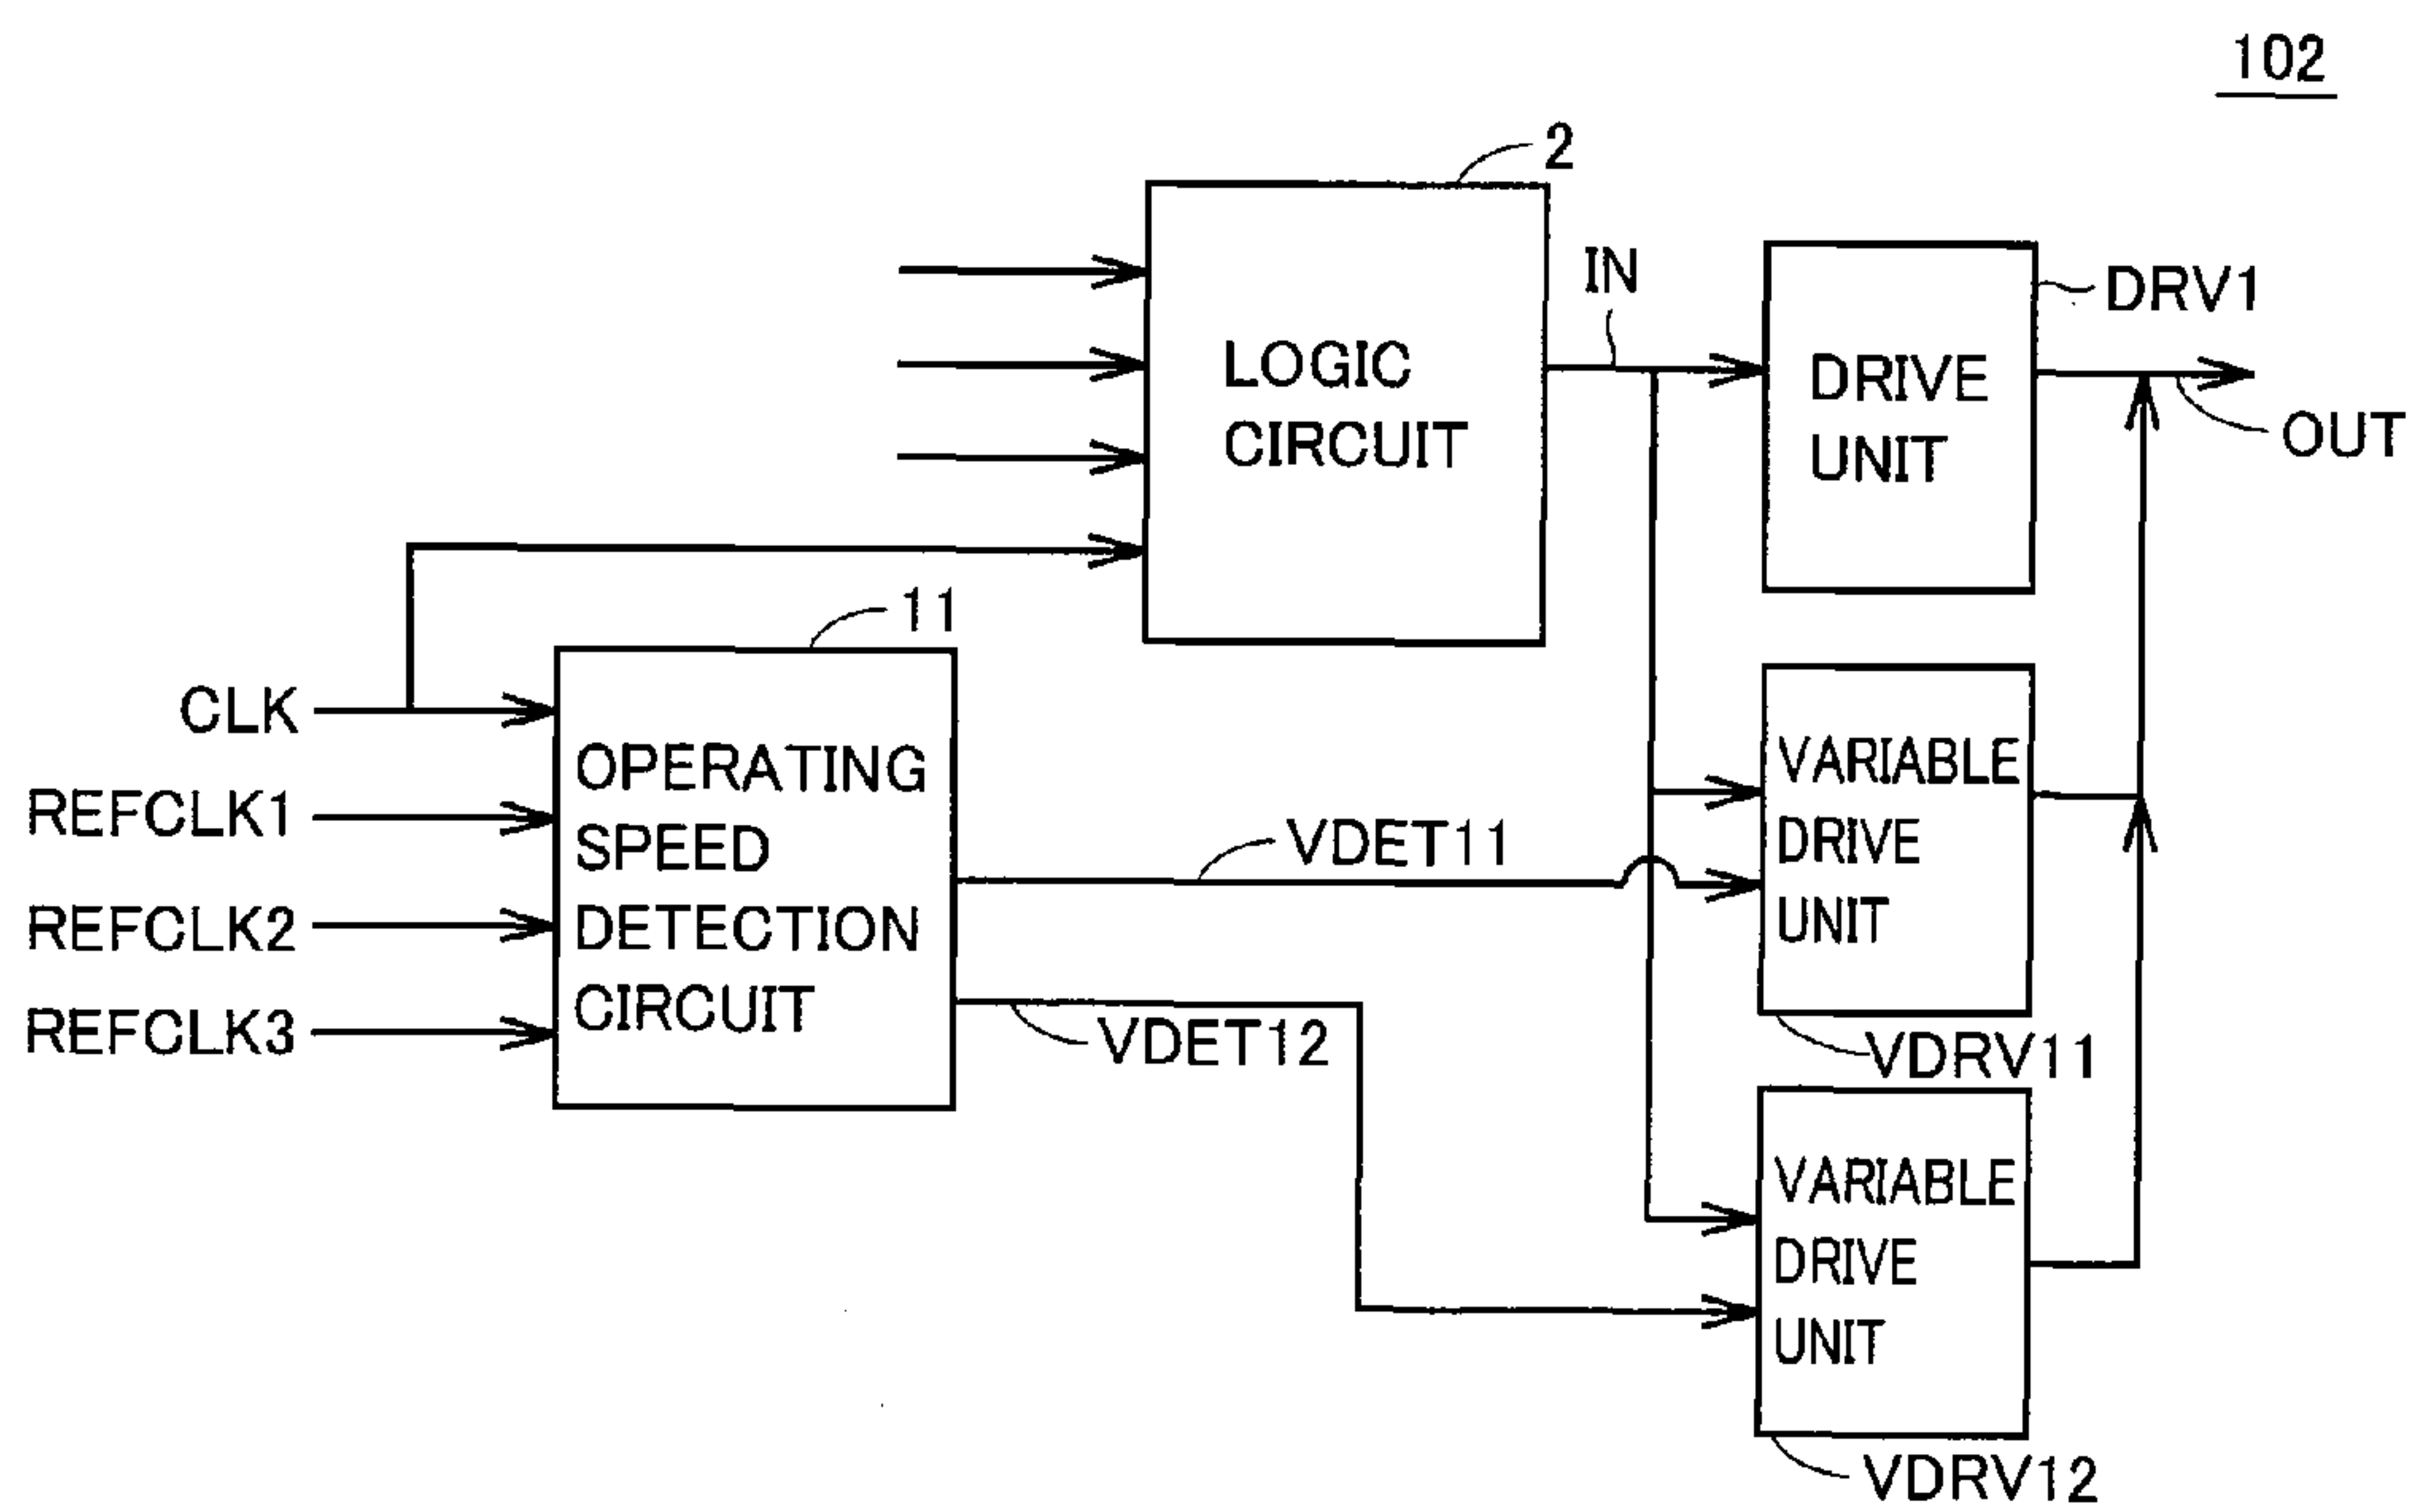 102
2
LOGIC
CIRCUIT
IN
DRIVE
UNIT
DRV1
OUT
11
CLK
REFCLK1
REFCLK2
REFCLK3
OPERATING
SPEED
DETECTION
CIRCUIT
VDET11
VDET12
VARIABLE
DRIVE
UNIT
VDRV11
VARIABLE
DRIVE
UNIT
VDRV12